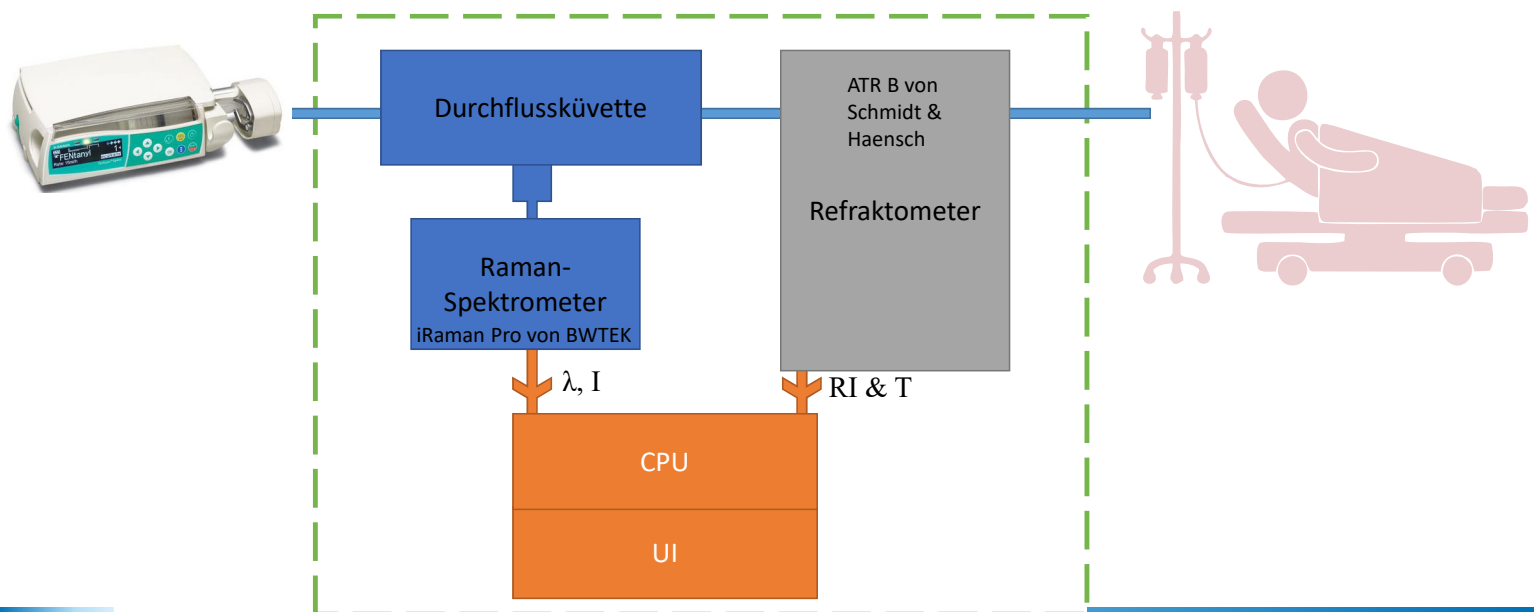 Durchflussküvette
ATR B von
Schmidt &
Haensch
Refraktometer
FENtanyl
Raman-
Spektrometer
iRaman Pro von BWTEK
λ, I
RI & T
CPU
UI